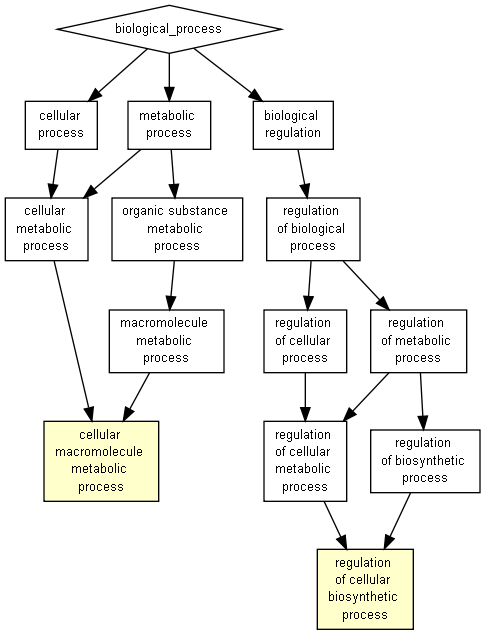 biological_process
cellular
process
metabolic
process
biological
regulation
cellular
metabolic
process
organic substance
metabolic
process
regulation
of biological
process
macromolecule
metabolic
process
regulation
of cellular
process
regulation
of metabolic
process
cellular
macromolecule
metabolic
process
regulation
of cellular
metabolic
process
regulation
of biosynthetic
process
regulation
of cellular
biosynthetic
process